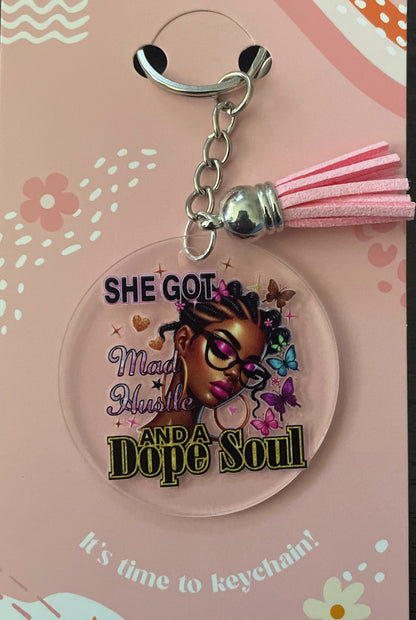 SHE GOT
Mad
Hustle
AND A
Dope Soul
It's time to keychain!